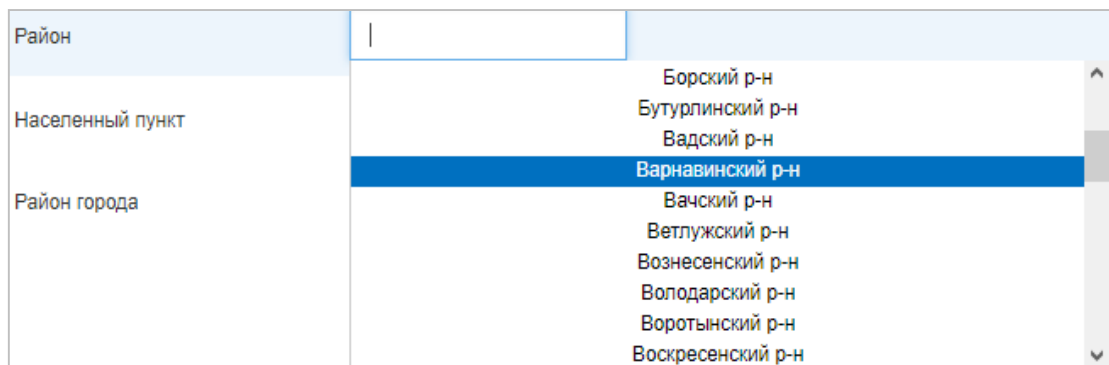 Район
Борский р-н
Бутурлинский р-н
Населенный пункт
Вадский р-н
Варнавинский р-н
Район города
Вачский р-н
Ветлужский р-н
Вознесенский р-н
Володарский р-н
Воротынский р-н
Воскресенский р-н